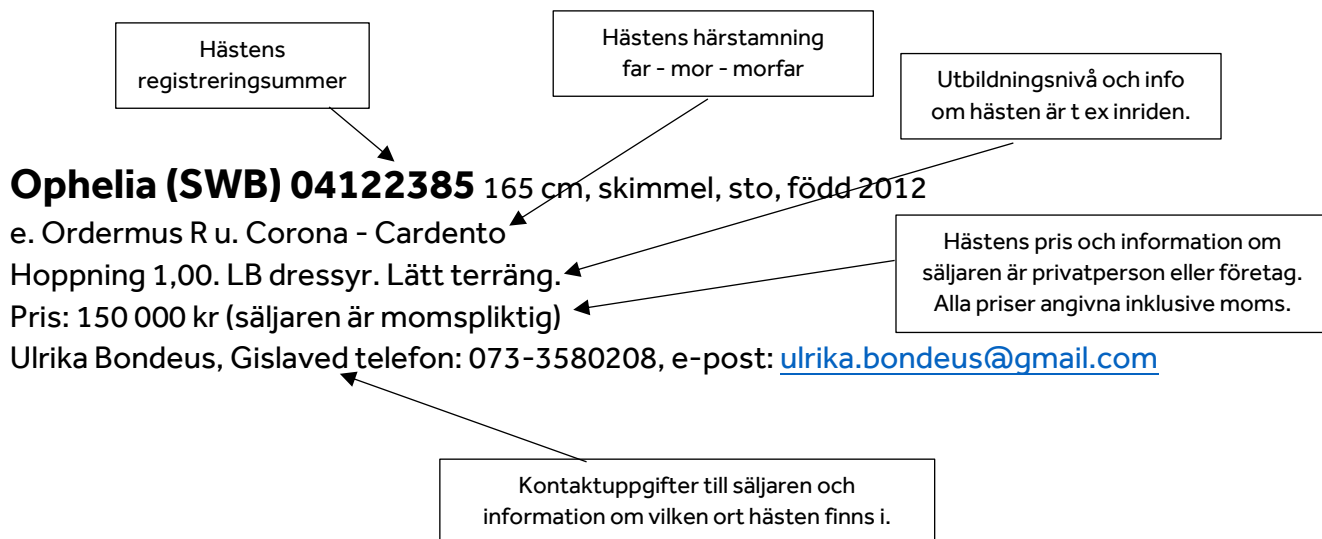 Hästens
registreringsummer
Hästens härstamning
far - mor - morfar
Utbildningsnivå och info
om hästen är t ex inriden.
Ophelia (SWB) 04122385 165 cm, skimmel, sto, född 2012
e. Ordermus R u. Corona - Cardento
Hoppning 1,00. LB dressyr. Lätt terräng.
Pris: 150 000 kr (säljaren är momspliktig)
Ulrika Bondeus, Gislaved telefon: 073-3580208, e-post: ulrika.bondeus@gmail.com
Hästens pris och information om
säljaren är privatperson eller företag.
Alla priser angivna inklusive moms.
Kontaktuppgifter till säljaren och
information om vilken ort hästen finns i.